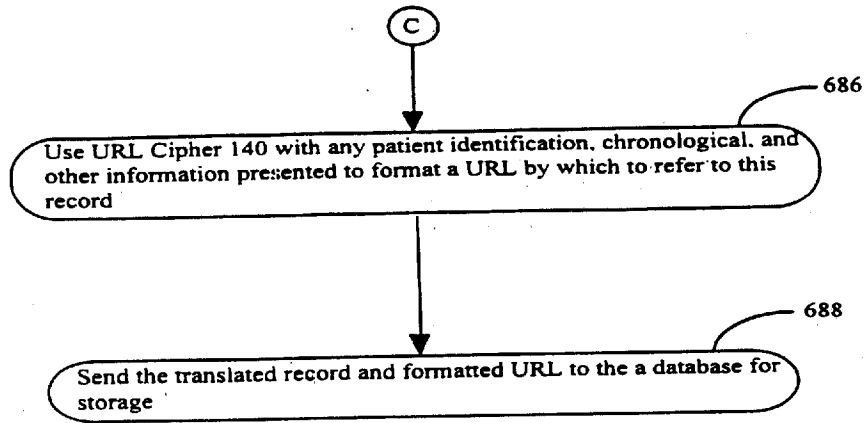 C
686
Use URL Cipher 140 with any patient identification, chronological, and
other information presented to format a URL by which to refer to this
record
688
Send the translated record and formatted URL to the a database for
storage